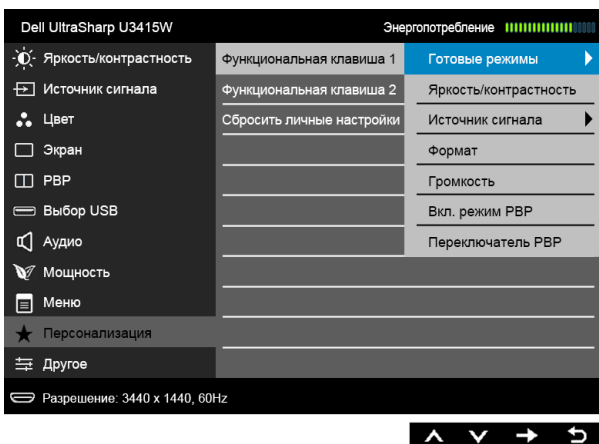 Dell UltraSharp U3415W
Энергопотребление
Яркость/контрастность
Функциональная клавиша 1
Готовые режимы
Источник сигнала
Функциональная клавиша 2
Яркость/контрастность
Цвет
Сбросить личные настройки
Источник сигнала
Экран
Формат
PBP
Громкость
Выбор USB
Вкл. режим PBP
Аудио
Переключатель PBP
Мощность
Меню
Персонализация
Другое
Разрешение: 3440 x 1440, 60Hz